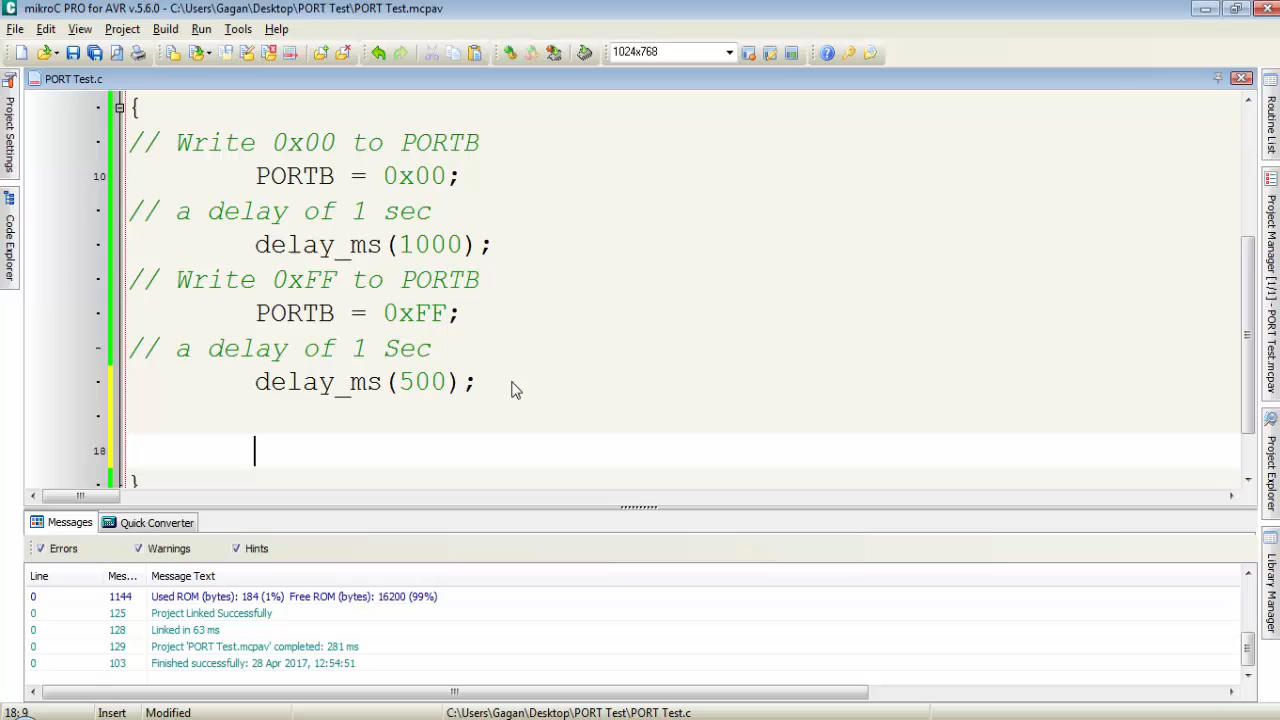 mikroC PRO for AVR v.5.6.0 - C:\Users\Gagan\Desktop\PORT Test\PORT Test.mcpav
File Edit View Project Build Run Tools Help
1024x768
PORT Test.c
{
// Write 0x00 to PORTB
10 PORTB = 0x00;
// a delay of 1 sec
delay_ms(1000);
// Write 0xFF to PORTB
PORTB = 0xFF;
// a delay of 1 Sec
delay_ms(500);
18
}
Project Settings
Code Explorer
Routine List
Project Manager [1/1] - PORT Test.mcpav
Project Explorer
Library Manager
Messages Quick Converter
Errors Warnings Hints
Line Mes... Message Text
0 1144 Used ROM (bytes): 184 (1%) Free ROM (bytes): 16200 (99%)
0 125 Project Linked Successfully
0 128 Linked in 63 ms
0 129 Project 'PORT Test.mcpav' completed: 281 ms
0 103 Finished successfully: 28 Apr 2017, 12:54:51
18: 9 Insert Modified C:\Users\Gagan\Desktop\PORT Test\PORT Test.c